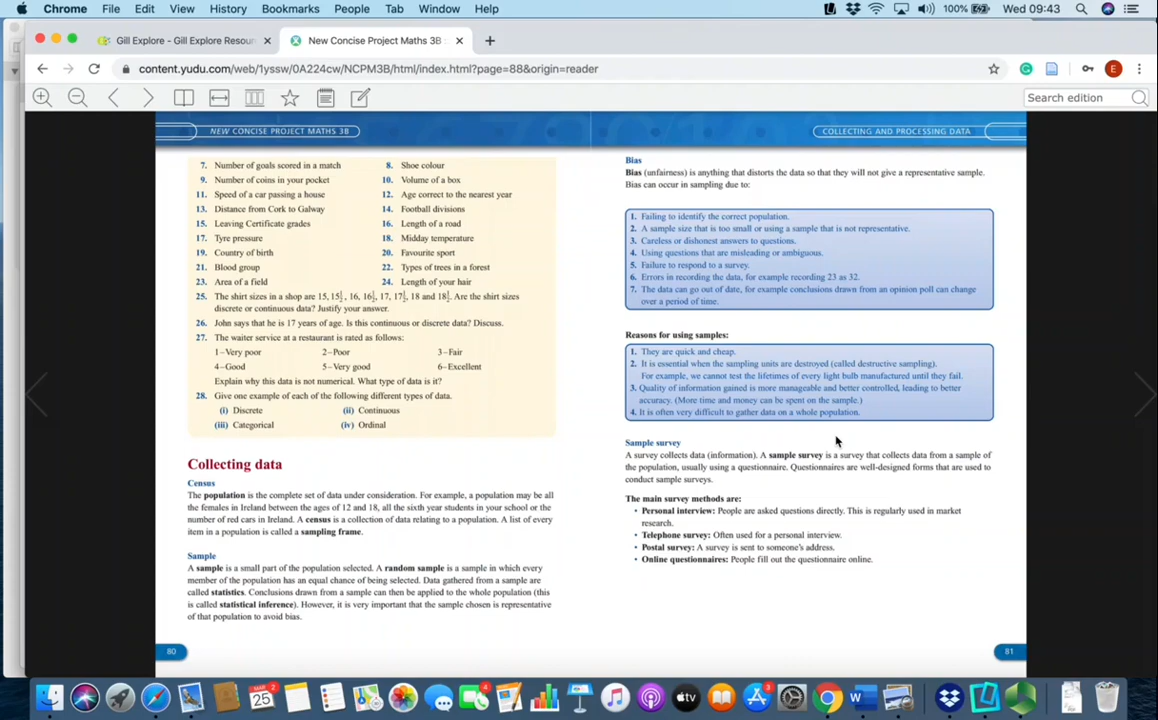 Chrome File Edit View History Bookmarks People Tab Window Help 100% Wed 09:43
Gill Explore - Gill Explore Resour
New Concise Project Maths 3B
content.yudu.com/web/1yssw/0A224cw/NCPM3B/html/index.html?page=88&origin=reader
E
Search edition
NEW CONCISE PROJECT MATHS 3B
7. Number of goals scored in a match 8. Shoe colour
9. Number of coins in your pocket 10. Volume of a box
11. Speed of a car passing a house 12. Age correct to the nearest year
13. Distance from Cork to Galway 14. Football divisions
15. Leaving Certificate grades 16. Length of a road
17. Tyre pressure 18. Midday temperature
19. Country of birth 20. Favourite sport
21. Blood group 22. Types of trees in a forest
23. Area of a field 24. Length of your hair
25. The shirt sizes in a shop are 15, 15½, 16, 16½, 17, 17½, 18 and 18½. Are the shirt sizes
discrete or continuous data? Justify your answer.
26. John says that he is 17 years of age. Is this continuous or discrete data? Discuss.
27. The waiter service at a restaurant is rated as follows:
1–Very poor 2–Poor 3–Fair
4–Good 5–Very good 6–Excellent
Explain why this data is not numerical. What type of data is it?
28. Give one example of each of the following different types of data.
(i) Discrete (ii) Continuous
(iii) Categorical (iv) Ordinal
Collecting data
Census
The population is the complete set of data under consideration. For example, a population may be all
the females in Ireland between the ages of 12 and 18, all the sixth year students in your school or the
number of red cars in Ireland. A census is a collection of data relating to a population. A list of every
item in a population is called a sampling frame.
Sample
A sample is a small part of the population selected. A random sample is a sample in which every
member of the population has an equal chance of being selected. Data gathered from a sample are
called statistics. Conclusions drawn from a sample can then be applied to the whole population (this
is called statistical inference). However, it is very important that the sample chosen is representative
of that population to avoid bias.
80
COLLECTING AND PROCESSING DATA
Bias
Bias (unfairness) is anything that distorts the data so that they will not give a representative sample.
Bias can occur in sampling due to:
1. Failing to identify the correct population.
2. A sample size that is too small or using a sample that is not representative.
3. Careless or dishonest answers to questions.
4. Using questions that are misleading or ambiguous.
5. Failure to respond to a survey.
6. Errors in recording the data, for example recording 23 as 32.
7. The data can go out of date, for example conclusions drawn from an opinion poll can change
over a period of time.
Reasons for using samples:
1. They are quick and cheap.
2. It is essential when the sampling units are destroyed (called destructive sampling).
For example, we cannot test the lifetimes of every light bulb manufactured until they fail.
3. Quality of information gained is more manageable and better controlled, leading to better
accuracy. (More time and money can be spent on the sample.)
4. It is often very difficult to gather data on a whole population.
Sample survey
A survey collects data (information). A sample survey is a survey that collects data from a sample of
the population, usually using a questionnaire. Questionnaires are well-designed forms that are used to
conduct sample surveys.
The main survey methods are:
• Personal interview: People are asked questions directly. This is regularly used in market
research.
• Telephone survey: Often used for a personal interview.
• Postal survey: A survey is sent to someone's address.
• Online questionnaires: People fill out the questionnaire online.
81
MAR 25 2 4 tv 3 W